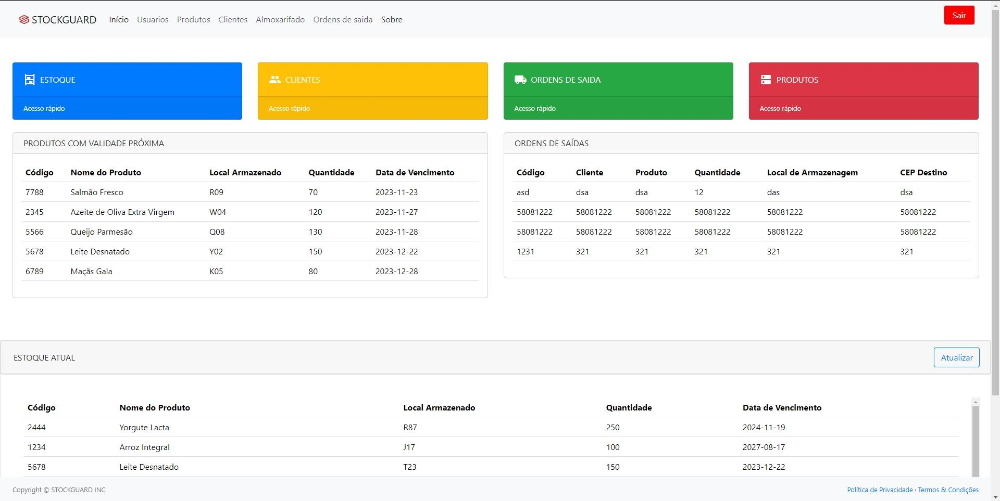 STOCKGUARD Início Usuarios Produtos Clientes Almoxarifado Ordens de saida Sobre Sair
ESTOQUE
Acesso rápido
CLIENTES
Acesso rápido
ORDENS DE SAIDA
Acesso rápido
PRODUTOS
Acesso rápido
PRODUTOS COM VALIDADE PRÓXIMA
Código Nome do Produto Local Armazenado Quantidade Data de Vencimento
7788 Salmão Fresco R09 70 2023-11-23
2345 Azeite de Oliva Extra Virgem W04 120 2023-11-27
5566 Queijo Parmesão Q08 130 2023-11-28
5678 Leite Desnatado Y02 150 2023-12-22
6789 Maçãs Gala K05 80 2023-12-28
ORDENS DE SAÍDAS
Código Cliente Produto Quantidade Local de Armazenagem CEP Destino
asd dsa dsa 12 das dsa
58081222 58081222 58081222 58081222 58081222 58081222
58081222 58081222 58081222 58081222 58081222 58081222
1231 321 321 321 321 321
ESTOQUE ATUAL Atualizar
Código Nome do Produto Local Armazenado Quantidade Data de Vencimento
2444 Yorgute Lacta R87 250 2024-11-19
1234 Arroz Integral J17 100 2027-08-17
5678 Leite Desnatado T23 150 2023-12-22
Copyright © STOCKGUARD INC Política de Privacidade · Termos & Condições